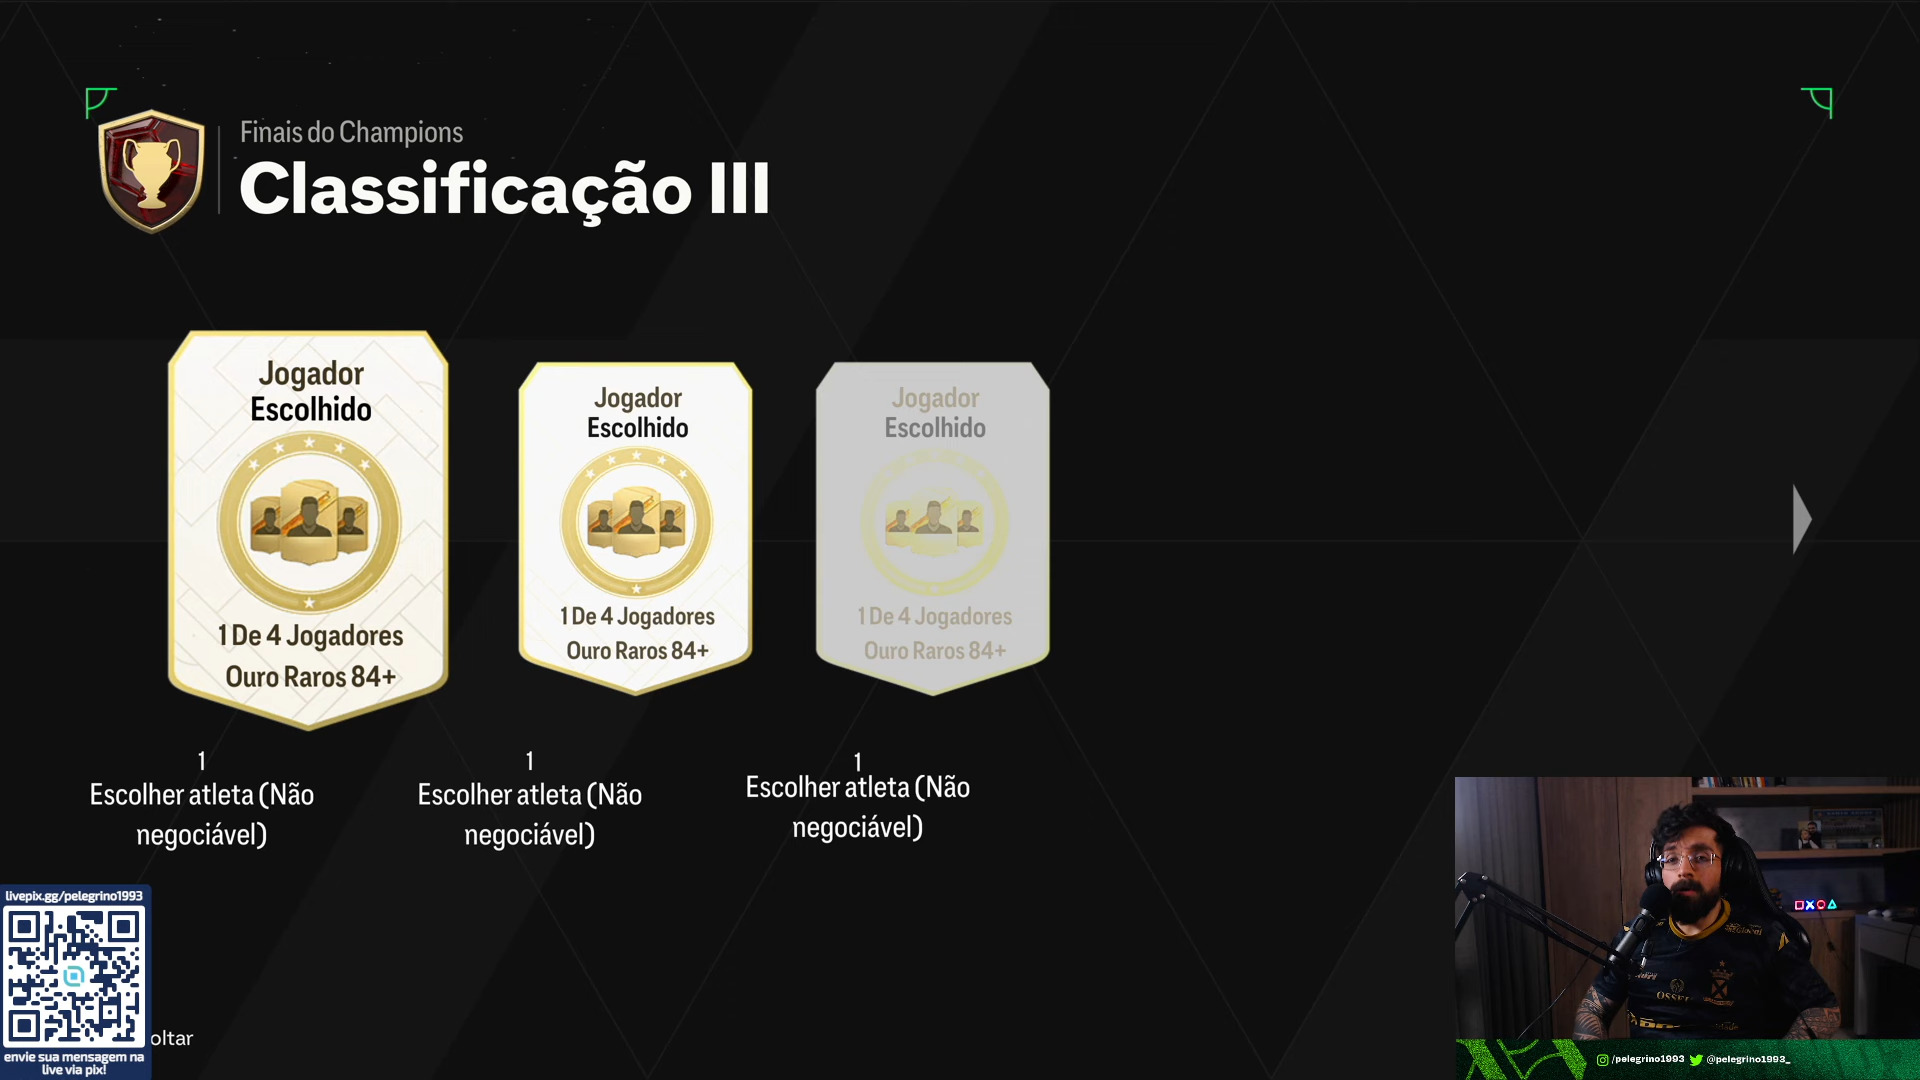 Finais do Champions
Classificação III
Jogador
Escolhido
1 De 4 Jogadores
Ouro Raros 84+
Jogador
Escolhido
1 De 4 Jogadores
Ouro Raros 84+
Jogador
Escolhido
1 De 4 Jogadores
Ouro Raros 84+
1
Escolher atleta (Não
negociável)
1
Escolher atleta (Não
negociável)
1
Escolher atleta (Não
negociável)
livepix.gg/pelegrino1993
oltar
envie sua mensagem na
live via pix!
/pelegrino1993
@pelegrino1993_